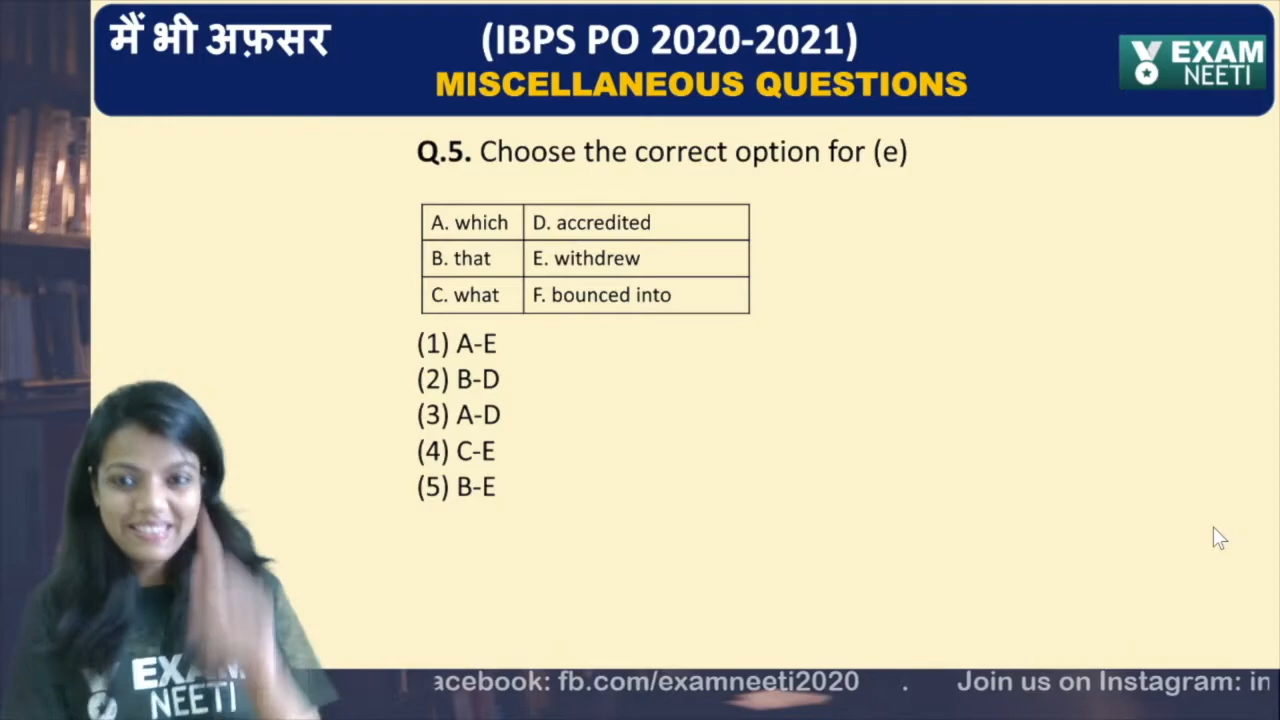 मैं भी अफ़सर
(IBPS PO 2020-2021)
MISCELLANEOUS QUESTIONS
EXAM
NEETI
Q.5. Choose the correct option for (e)
A. which D. accredited
B. that E. withdrew
C. what F. bounced into
(1) A-E
(2) B-D
(3) A-D
(4) C-E
(5) B-E
EXAM
NEETI
acebook: fb.com/examneeti2020 . Join us on Instagram: in